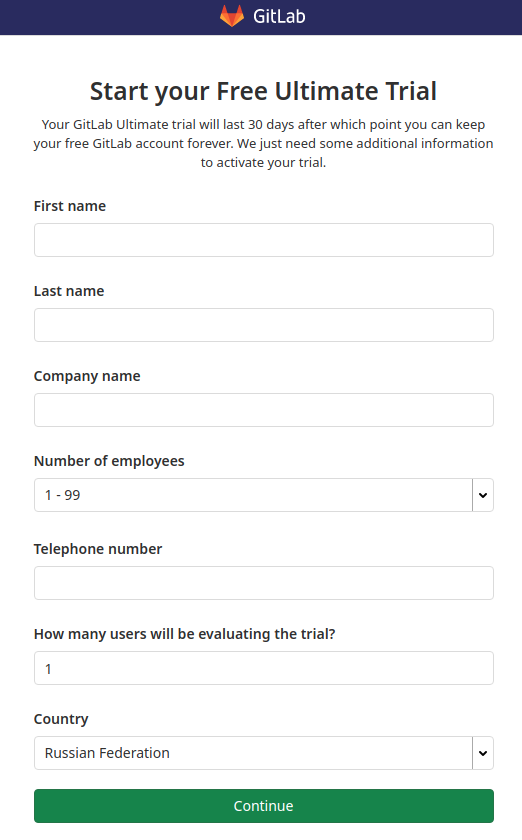 GitLab
Start your Free Ultimate Trial
Your GitLab Ultimate trial will last 30 days after which point you can keep
your free GitLab account forever. We just need some additional information
to activate your trial.
First name
Last name
Company name
Number of employees
1 - 99
Telephone number
How many users will be evaluating the trial?
1
Country
Russian Federation
Continue